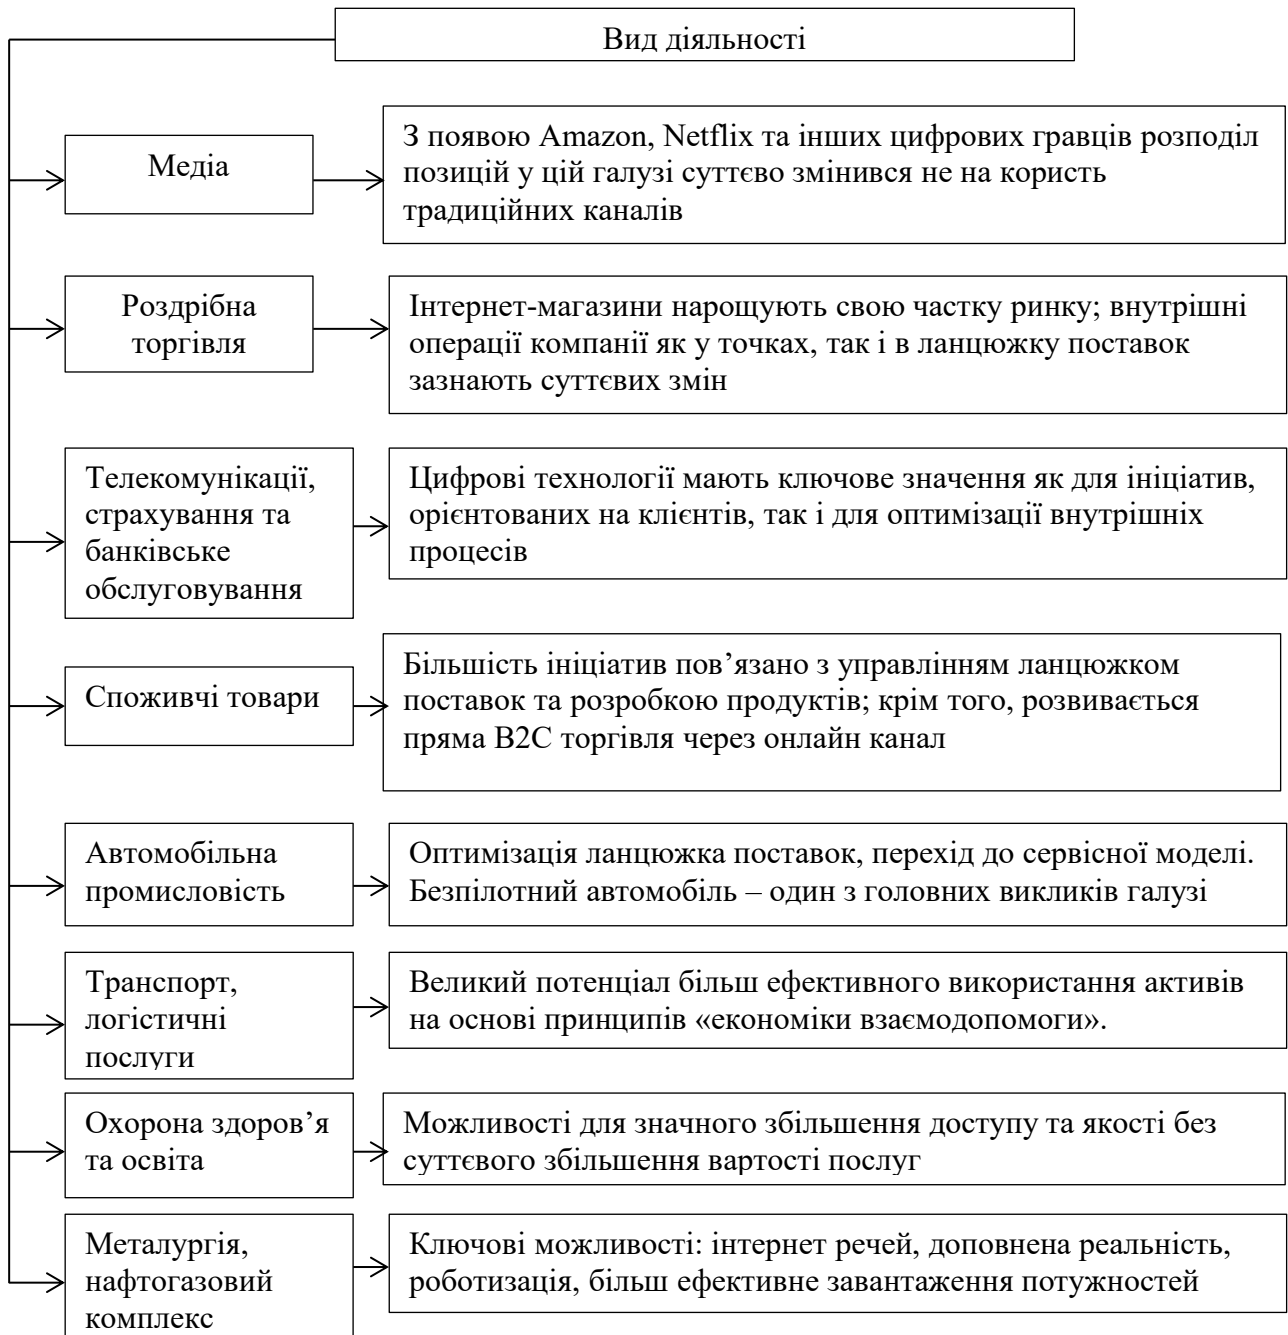 Вид діяльності
Медіа
З появою Amazon, Netflix та інших цифрових гравців розподіл
позицій у цій галузі суттєво змінився не на користь
традиційних каналів
Роздрібна
торгівля
Інтернет-магазини нарощують свою частку ринку; внутрішні
операції компанії як у точках, так і в ланцюжку поставок
зазнають суттєвих змін
Телекомунікації,
страхування та
банківське
обслуговування
Цифрові технології мають ключове значення як для ініціатив,
орієнтованих на клієнтів, так і для оптимізації внутрішніх
процесів
Споживчі товари
Більшість ініціатив пов’язано з управлінням ланцюжком
поставок та розробкою продуктів; крім того, розвивається
пряма B2C торгівля через онлайн канал
Автомобільна
промисловість
Оптимізація ланцюжка поставок, перехід до сервісної моделі.
Безпілотний автомобіль – один з головних викликів галузі
Транспорт,
логістичні
послуги
Великий потенціал більш ефективного використання активів
на основі принципів «економіки взаємодопомоги».
Охорона здоров’я
та освіта
Можливості для значного збільшення доступу та якості без
суттєвого збільшення вартості послуг
Металургія,
нафтогазовий
комплекс
Ключові можливості: інтернет речей, доповнена реальність,
роботизація, більш ефективне завантаження потужностей